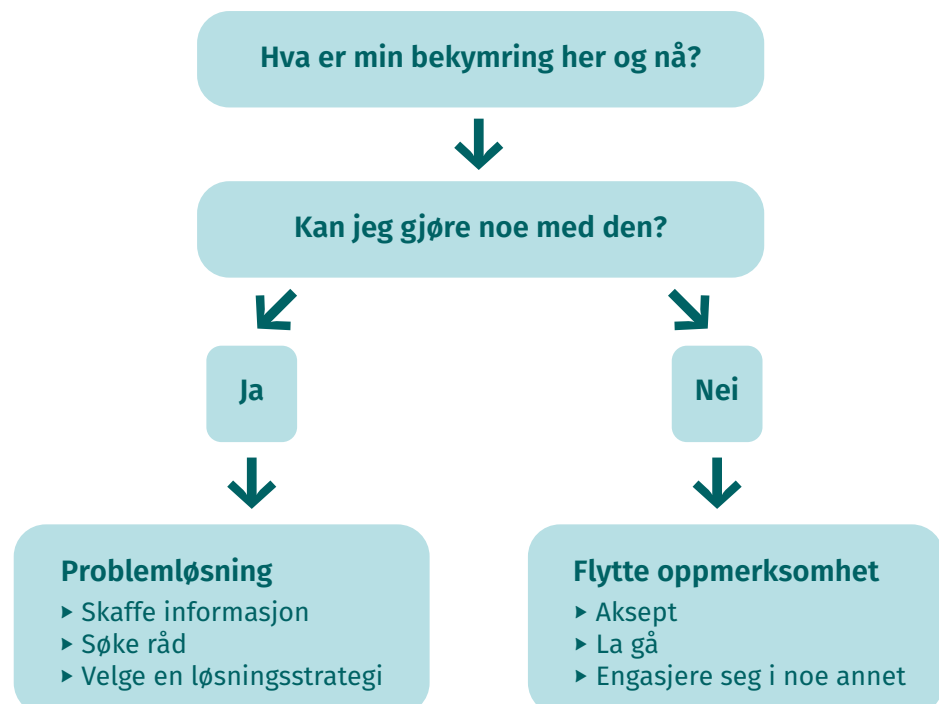 Hva er min bekymring her og nå?
Kan jeg gjøre noe med den?
Ja
Nei
Problemløsning
▸ Skaffe informasjon
▸ Søke råd
▸ Velge en løsningsstrategi
Flytte oppmerksomhet
▸ Aksept
▸ La gå
▸ Engasjere seg i noe annet